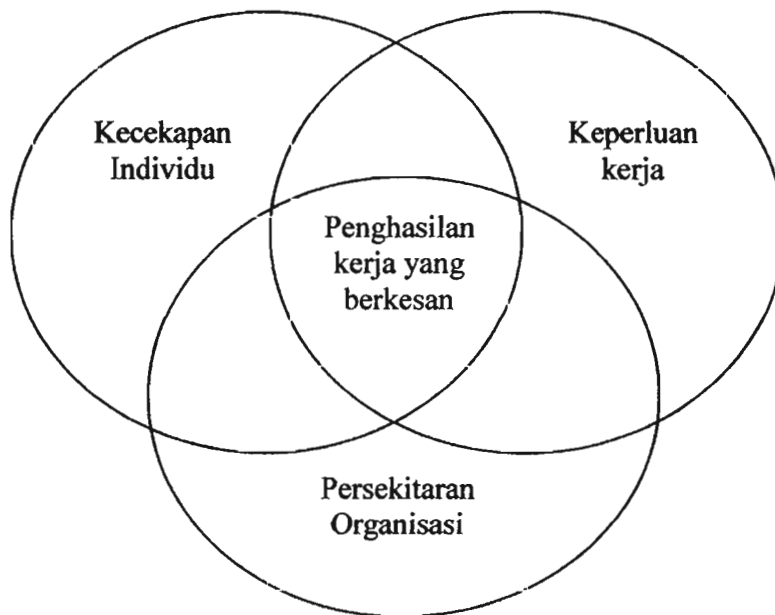 Kecekapan
Individu
Keperluan
kerja
Penghasilan
kerja yang
berkesan
Persekitaran
Organisasi